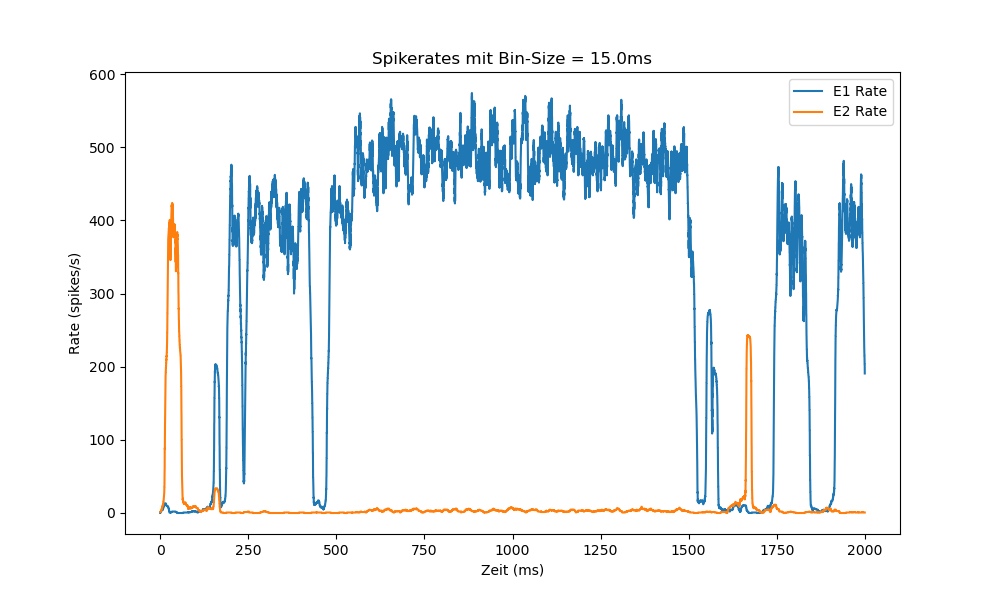 Spikerates mit Bin-Size = 15.0ms
E1 Rate
E2 Rate
Rate (spikes/s)
600
500
400
300
200
100
0
0 250 500 750 1000 1250 1500 1750 2000
Zeit (ms)